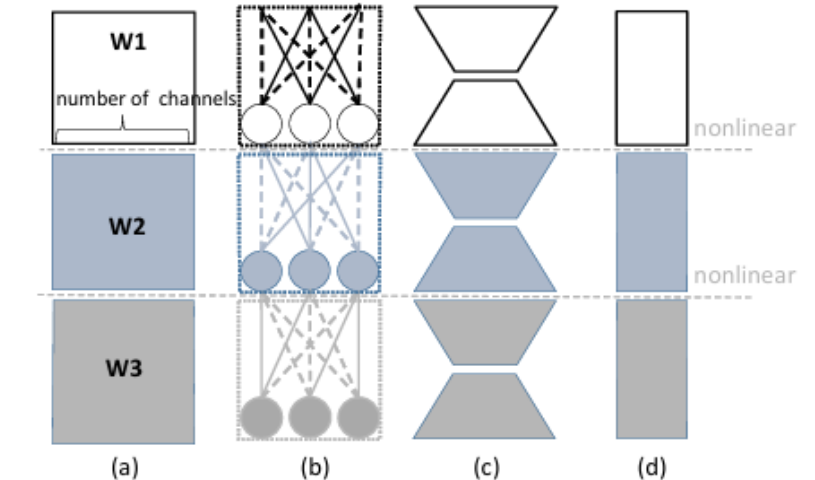 W1
number of channels
nonlinear
W2
nonlinear
W3
(a) (b) (c) (d)